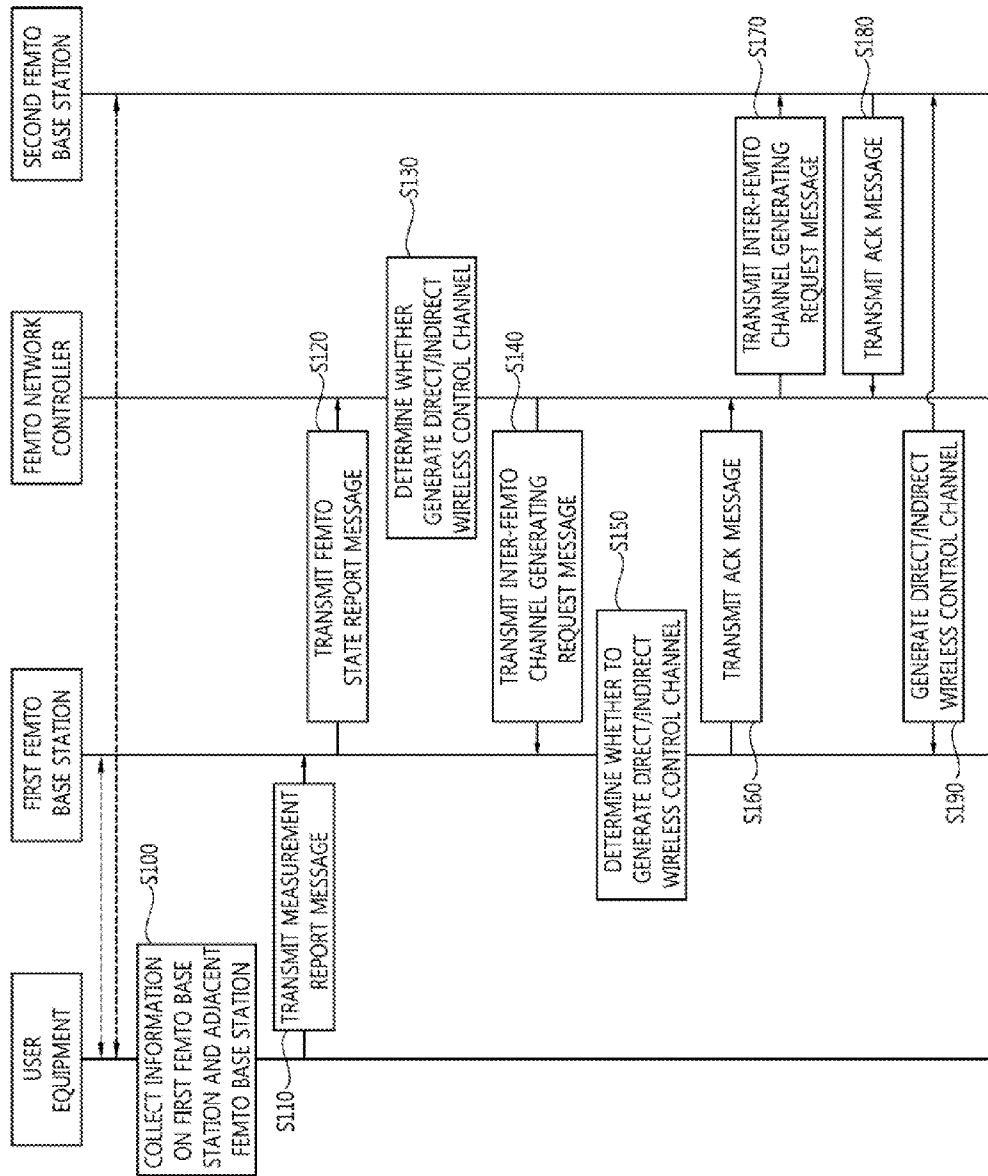 USER
EQUIPMENT
FIRST FEMTO
BASE STATION
FEMTO NETWORK
CONTROLLER
SECOND FEMTO
BASE STATION
COLLECT INFORMATION
ON FIRST FEMTO BASE
STATION AND ADJACENT
FEMTO BASE STATION
S100
S110
TRANSMIT MEASUREMENT
REPORT MESSAGE
TRANSMIT FEMTO
STATE REPORT MESSAGE
S120
DETERMINE WHETHER
GENERATE DIRECT/INDIRECT
WIRELESS CONTROL CHANNEL
S130
TRANSMIT INTER-FEMTO
CHANNEL GENERATING
REQUEST MESSAGE
S140
DETERMINE WHETHER TO
GENERATE DIRECT/INDIRECT
WIRELESS CONTROL CHANNEL
S150
TRANSMIT ACK MESSAGE
S160
TRANSMIT INTER-FEMTO
CHANNEL GENERATING
REQUEST MESSAGE
S170
TRANSMIT ACK MESSAGE
S180
GENERATE DIRECT/INDIRECT
WIRELESS CONTROL CHANNEL
S190